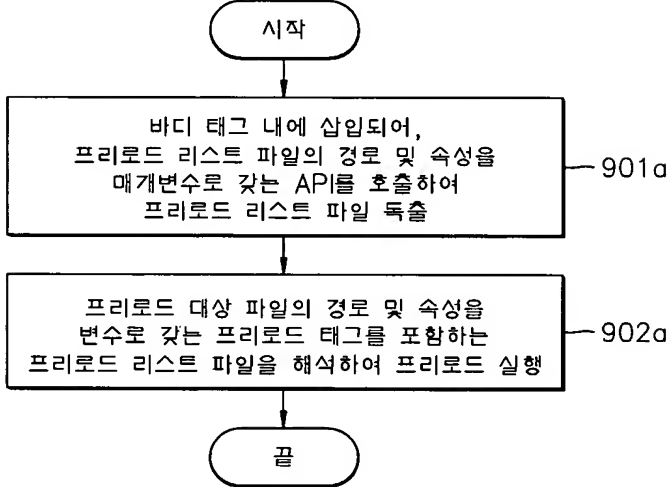 시작
바디 태그 내에 삽입되어,
프리로드 리스트 파일의 경로 및 속성을
매개변수로 갖는 API를 호출하여
프리로드 리스트 파일 독출
901a
프리로드 대상 파일의 경로 및 속성을
변수로 갖는 프리로드 태그를 포함하는
프리로드 리스트 파일을 해석하여 프리로드 실행
902a
끝